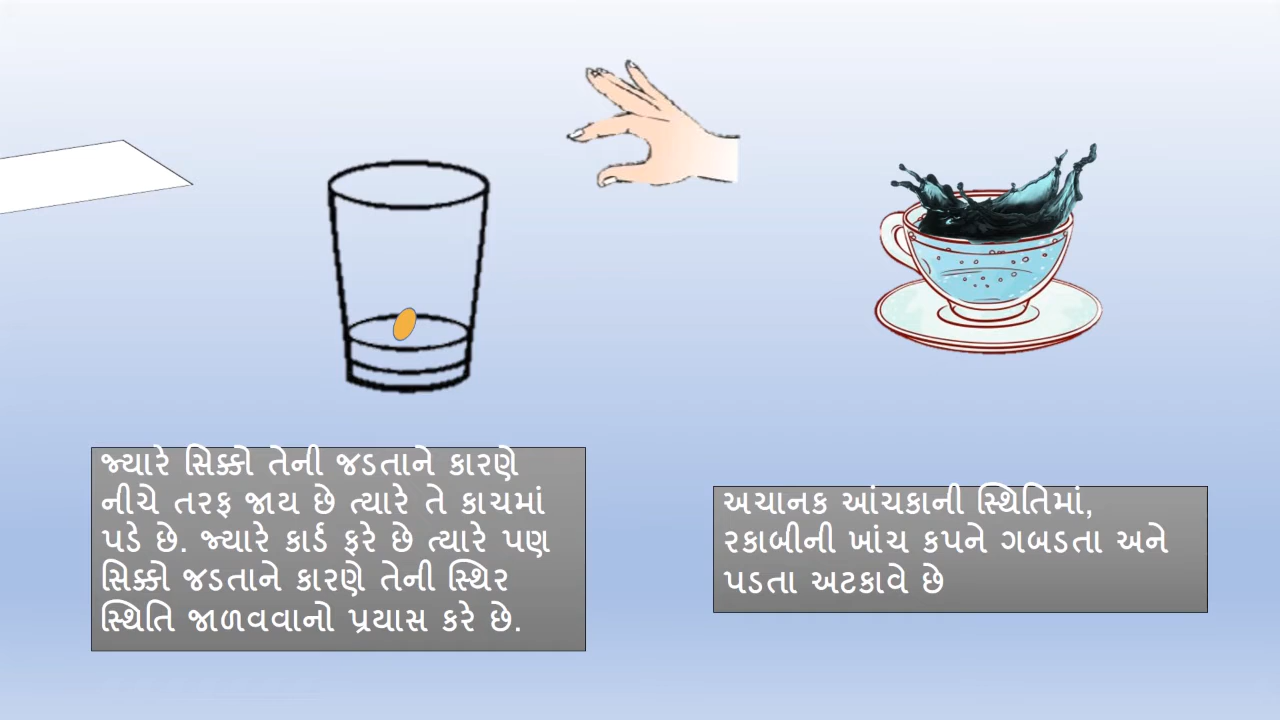 જ્યારે સિક્કો તેની જડતાને કારણે
નીચે તરફ જાય છે ત્યારે તે કાચમાં
પડે છે. જ્યારે કાર્ડ ફરે છે ત્યારે પણ
સિક્કો જડતાને કારણે તેની સ્થિર
સ્થિતિ જાળવવાનો પ્રયાસ કરે છે.
અચાનક આંચકાની સ્થિતિમાં,
રકાબીની ખાંચ કપને ગબડતા અને
પડતા અટકાવે છે